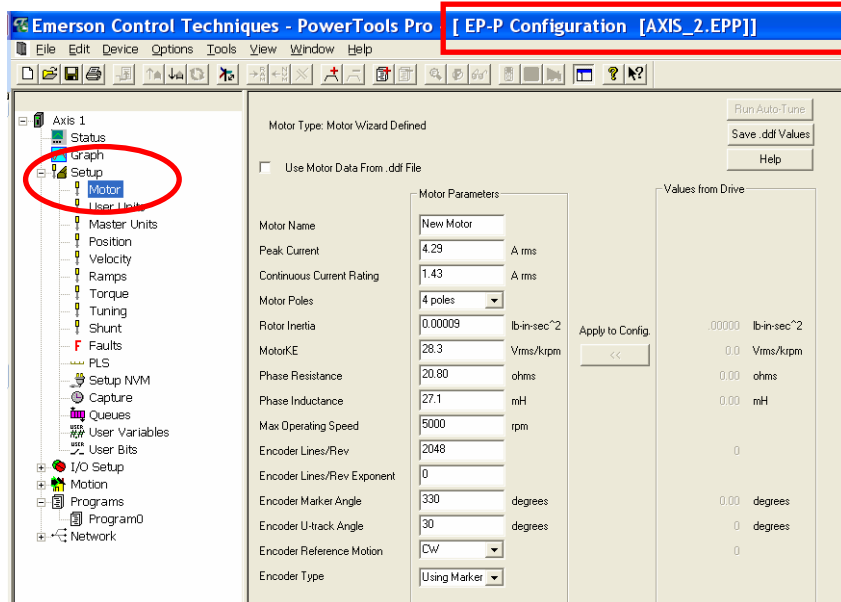 Emerson Control Techniques - PowerTools Pro - [ EP-P Configuration [AXIS_2.EPP]]
File Edit Device Options Tools View Window Help
Axis 1
Status
Graph
Setup
Motor
User Units
Master Units
Position
Velocity
Ramps
Torque
Tuning
Shunt
Faults
PLS
Setup NVM
Capture
Queues
User Variables
User Bits
I/O Setup
Motion
Programs
Program0
Network
Run Auto-Tune
Motor Type: Motor Wizard Defined
Save .ddf Values
Use Motor Data From .ddf File
Help
Motor Parameters
Values from Drive
Motor Name New Motor
Peak Current 4.29 A rms
Continuous Current Rating 1.43 A rms
Motor Poles 4 poles
Rotor Inertia 0.00009 lb-in-sec^2 Apply to Config. .00000 lb-in-sec^2
MotorKE 28.3 Vrms/krpm << 0.0 Vrms/krpm
Phase Resistance 20.80 ohms 0.00 ohms
Phase Inductance 27.1 mH 0.00 mH
Max Operating Speed 5000 rpm
Encoder Lines/Rev 2048 0
Encoder Lines/Rev Exponent 0
Encoder Marker Angle 330 degrees 0.00 degrees
Encoder U-track Angle 30 degrees 0 degrees
Encoder Reference Motion CW 0
Encoder Type Using Marker